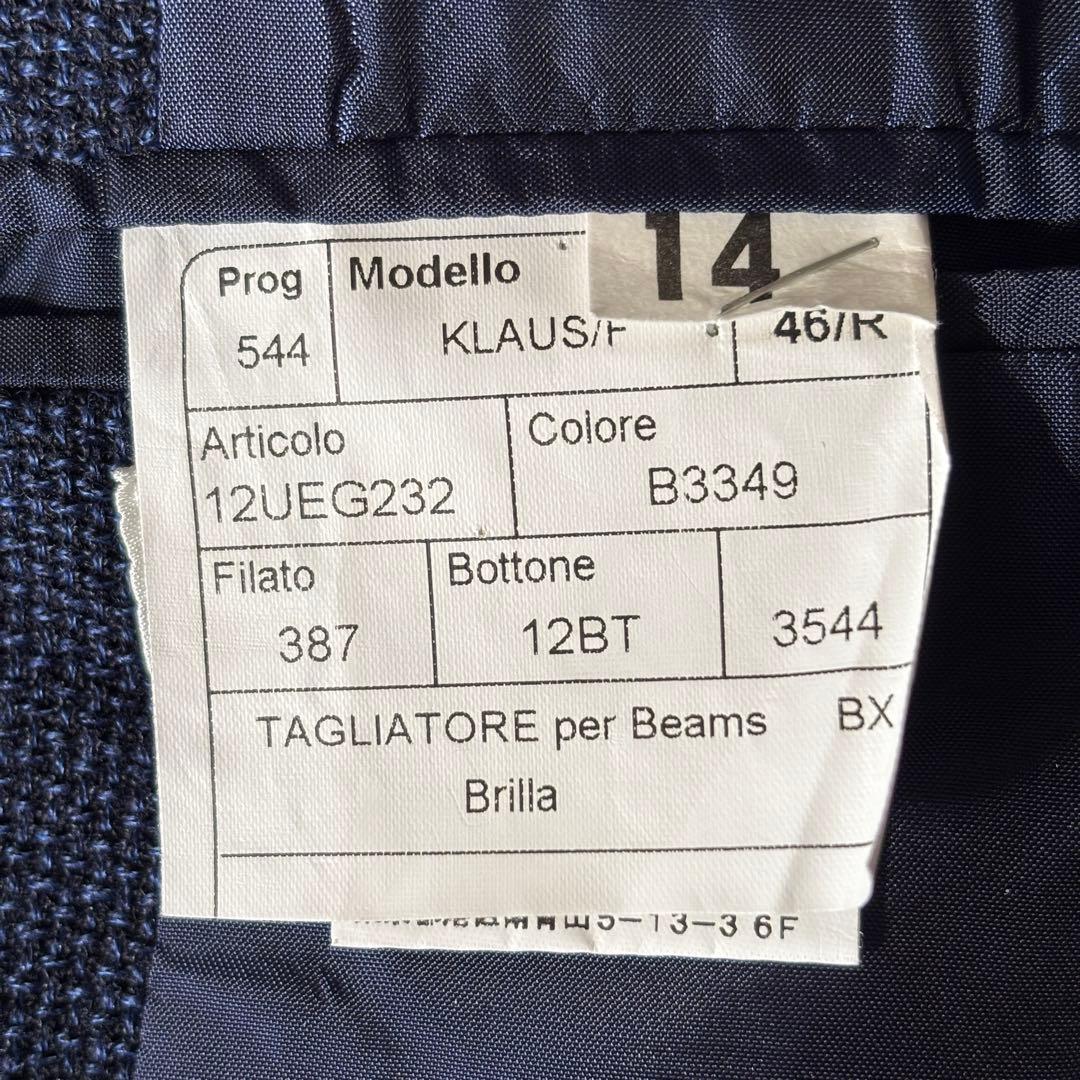 14
Prog Modello
544 KLAUS/F 46/R
Articolo Colore
12UEG232 B3349
Filato Bottone
387 12BT 3544
TAGLIATORE per Beams BX
Brilla
5-13-3 6F